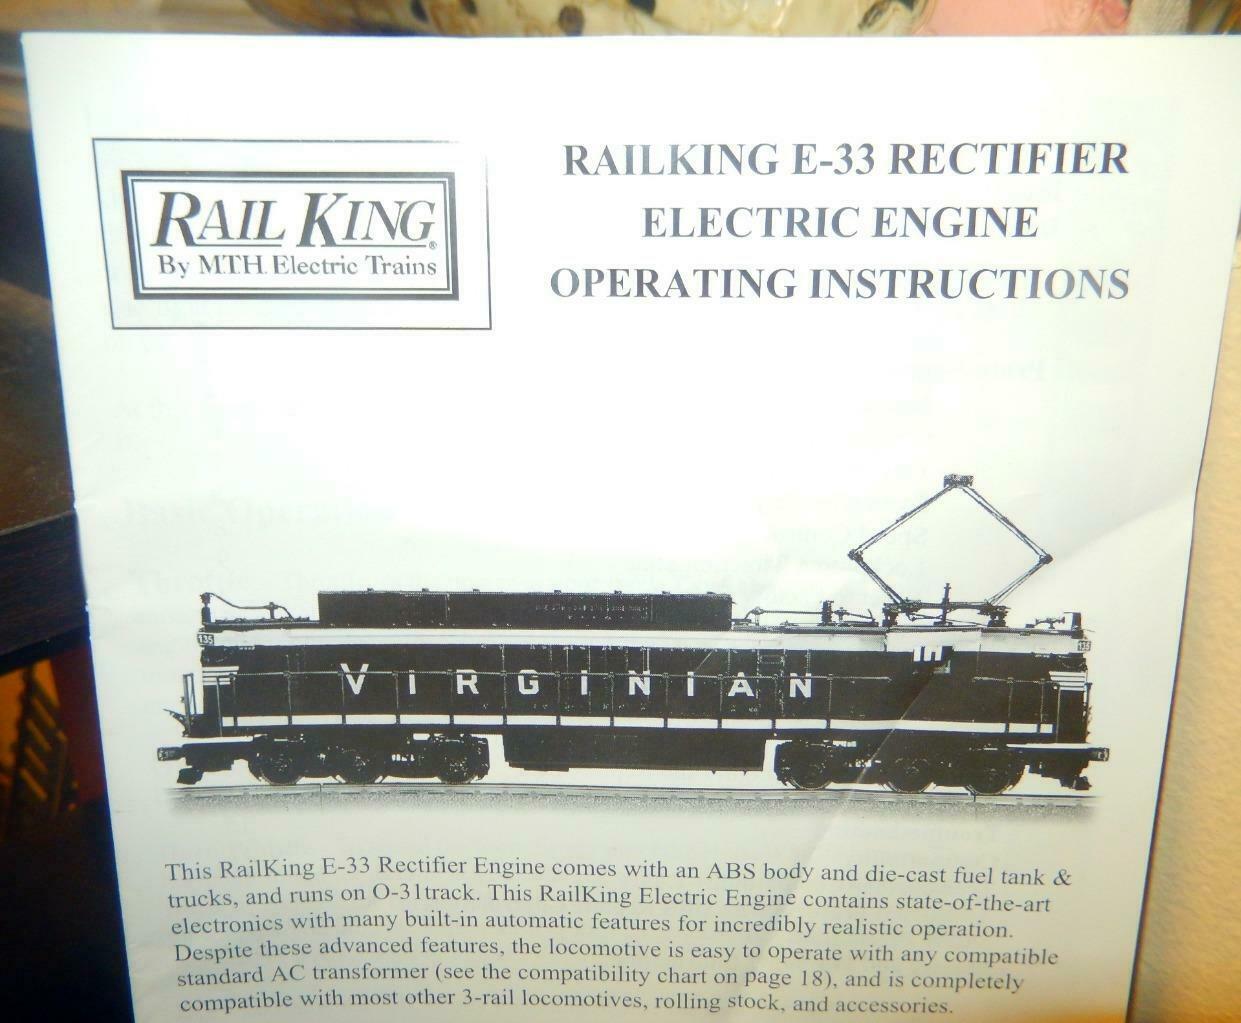 RAIL KING®
By M.T.H. Electric Trains
RAILKING E-33 RECTIFIER
ELECTRIC ENGINE
OPERATING INSTRUCTIONS
135
135
VIRGINIAN
This RailKing E-33 Rectifier Engine comes with an ABS body and die-cast fuel tank &
trucks, and runs on O-31track. This RailKing Electric Engine contains state-of-the-art
electronics with many built-in automatic features for incredibly realistic operation.
Despite these advanced features, the locomotive is easy to operate with any compatible
standard AC transformer (see the compatibility chart on page 18), and is completely
compatible with most other 3-rail locomotives, rolling stock, and accessories.